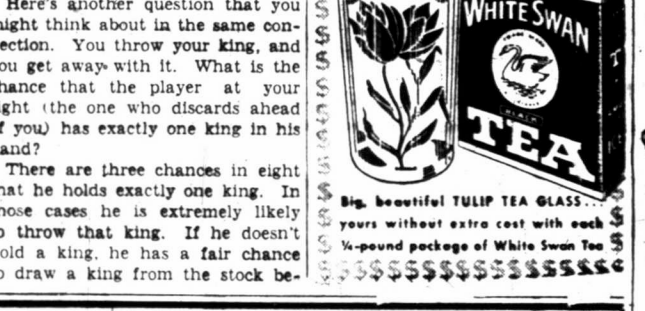 Here's another question that you
might think about in the same con-
nection. You throw your king, and
you get away with it. What is the
chance that the player at your
right (the one who discards ahead
of you) has exactly one king in his
hand?
There are three chances in eight
that he holds exactly one king. In
those cases he is extremely likely
to throw that king. If he doesn't
hold a king, he has a fair chance
to draw a king from the stock be-
WHITE SWAN
BLACK
TEA
TEA
Big, beautiful TULIP TEA GLASS...
yours without extra cost with each
¼-pound package of White Swan Tea